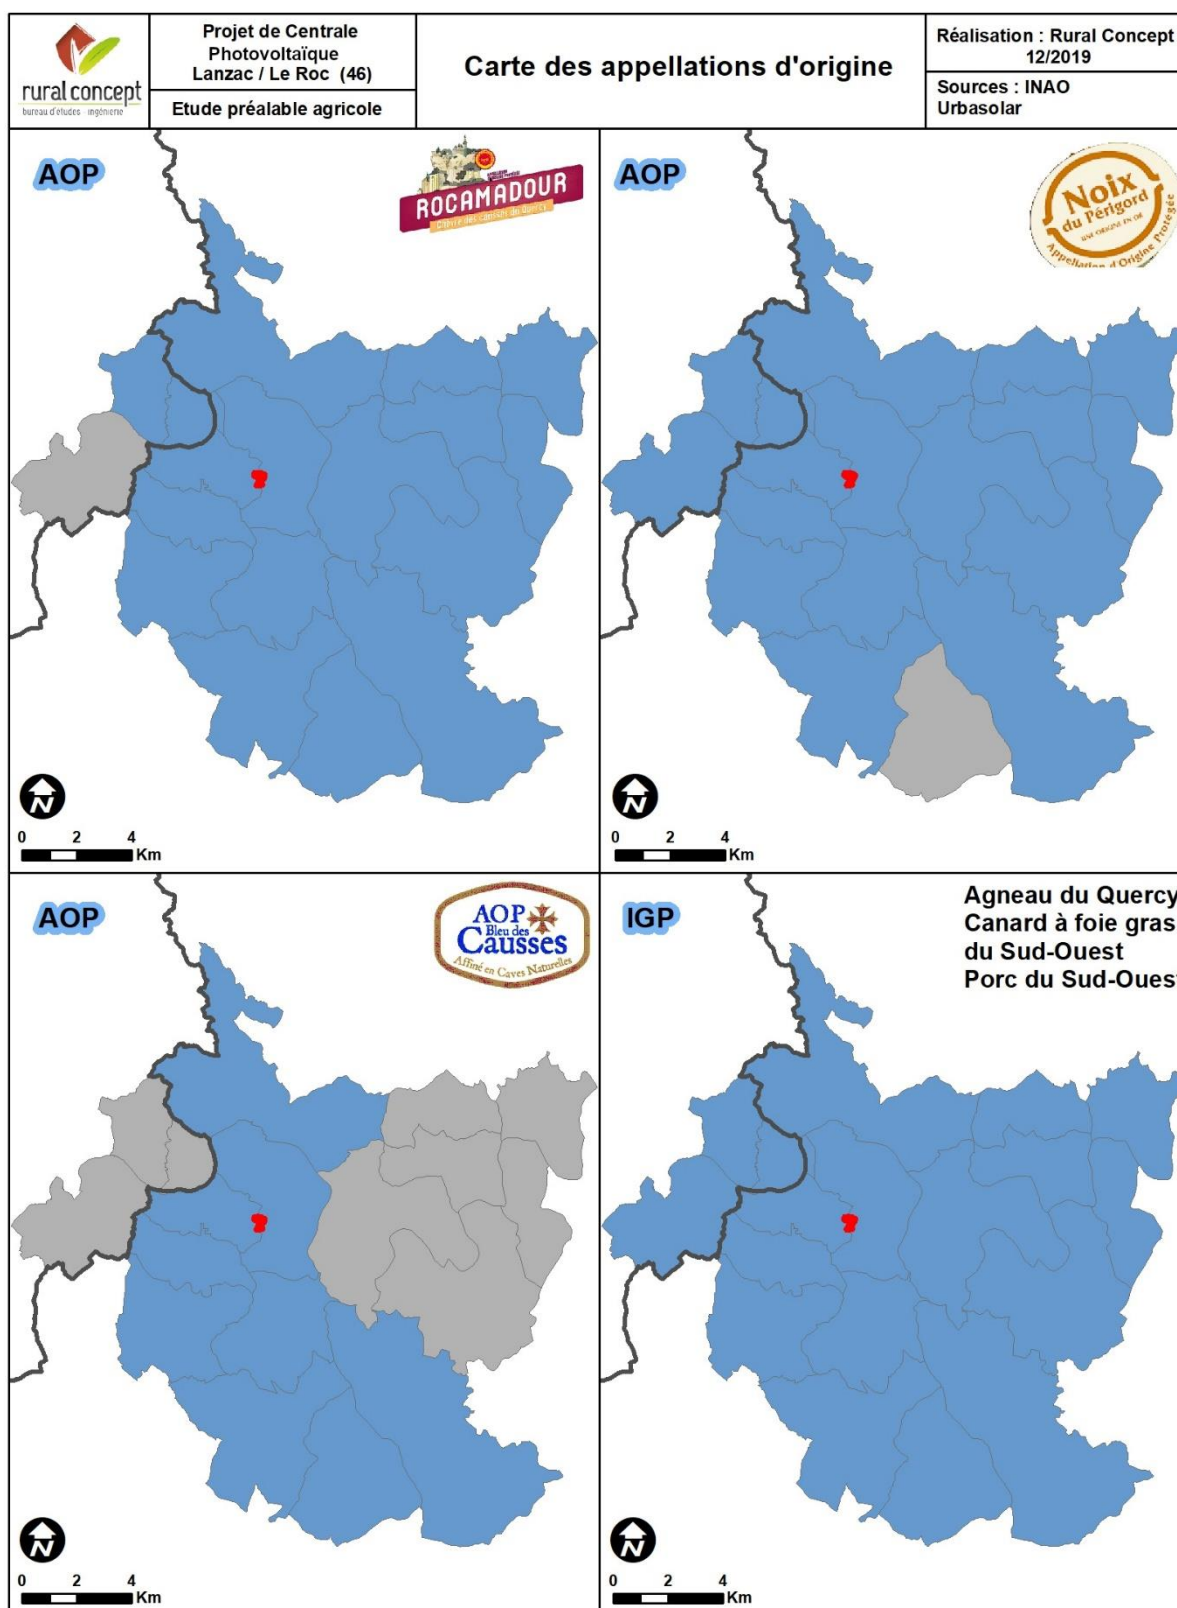 rural concept
bureau d'études - ingénierie
Projet de Centrale
Photovoltaïque
Lanzac / Le Roc (46)
Etude préalable agricole
Carte des appellations d'origine
Réalisation : Rural Concept
12/2019
Sources : INAO
Urbasolar
AOP
ROCAMADOUR
N
0 2 4
Km
AOP
Noix
du Périgord
UNE ORIGINE EN OR
Appellation d'Origine Protégée
N
0 2 4
Km
AOP
AOP
Bleu des
Causses
Affiné en Caves Naturelles
N
0 2 4
Km
IGP
Agneau du Quercy
Canard à foie gras
du Sud-Ouest
Porc du Sud-Ouest
N
0 2 4
Km